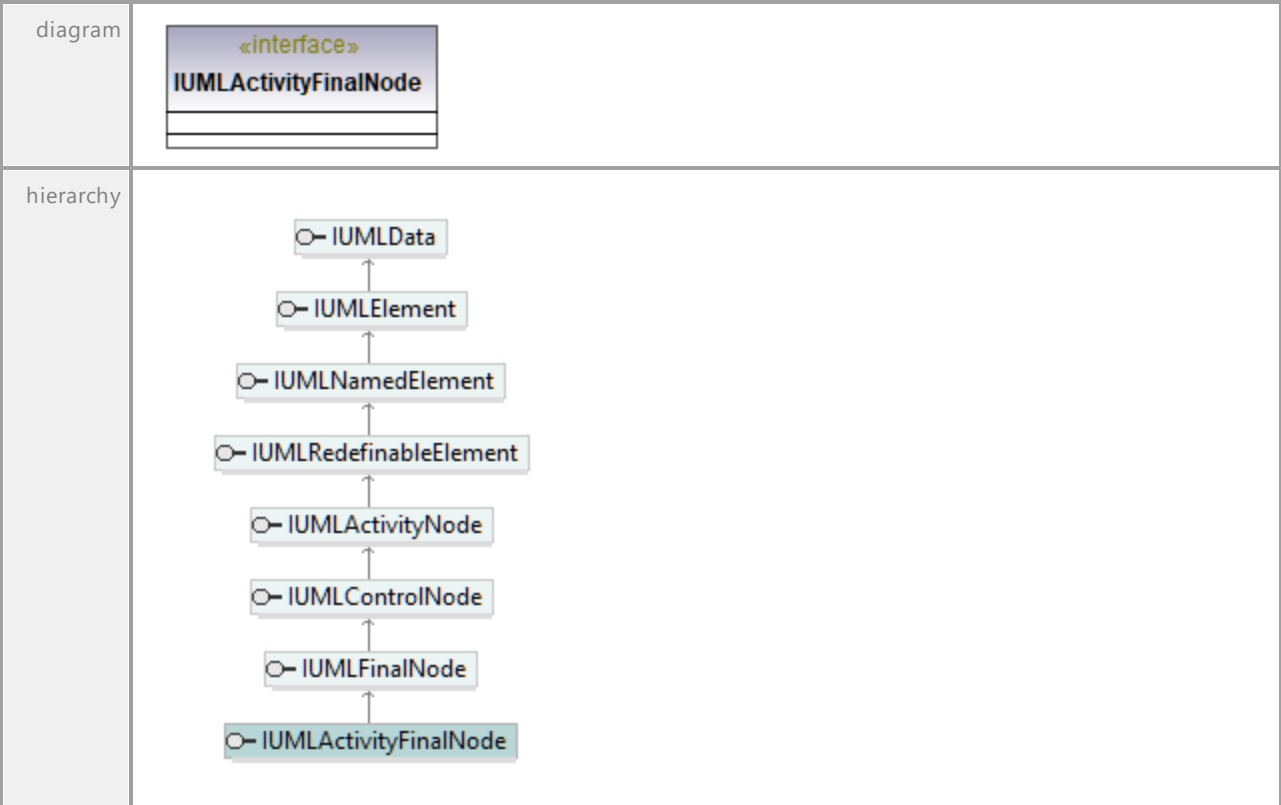 diagram
«interface»
IUMLActivityFinalNode
hierarchy
IUMLData
IUMLElement
IUMLNamedElement
IUMLRedefinableElement
IUMLActivityNode
IUMLControlNode
IUMLFinalNode
IUMLActivityFinalNode